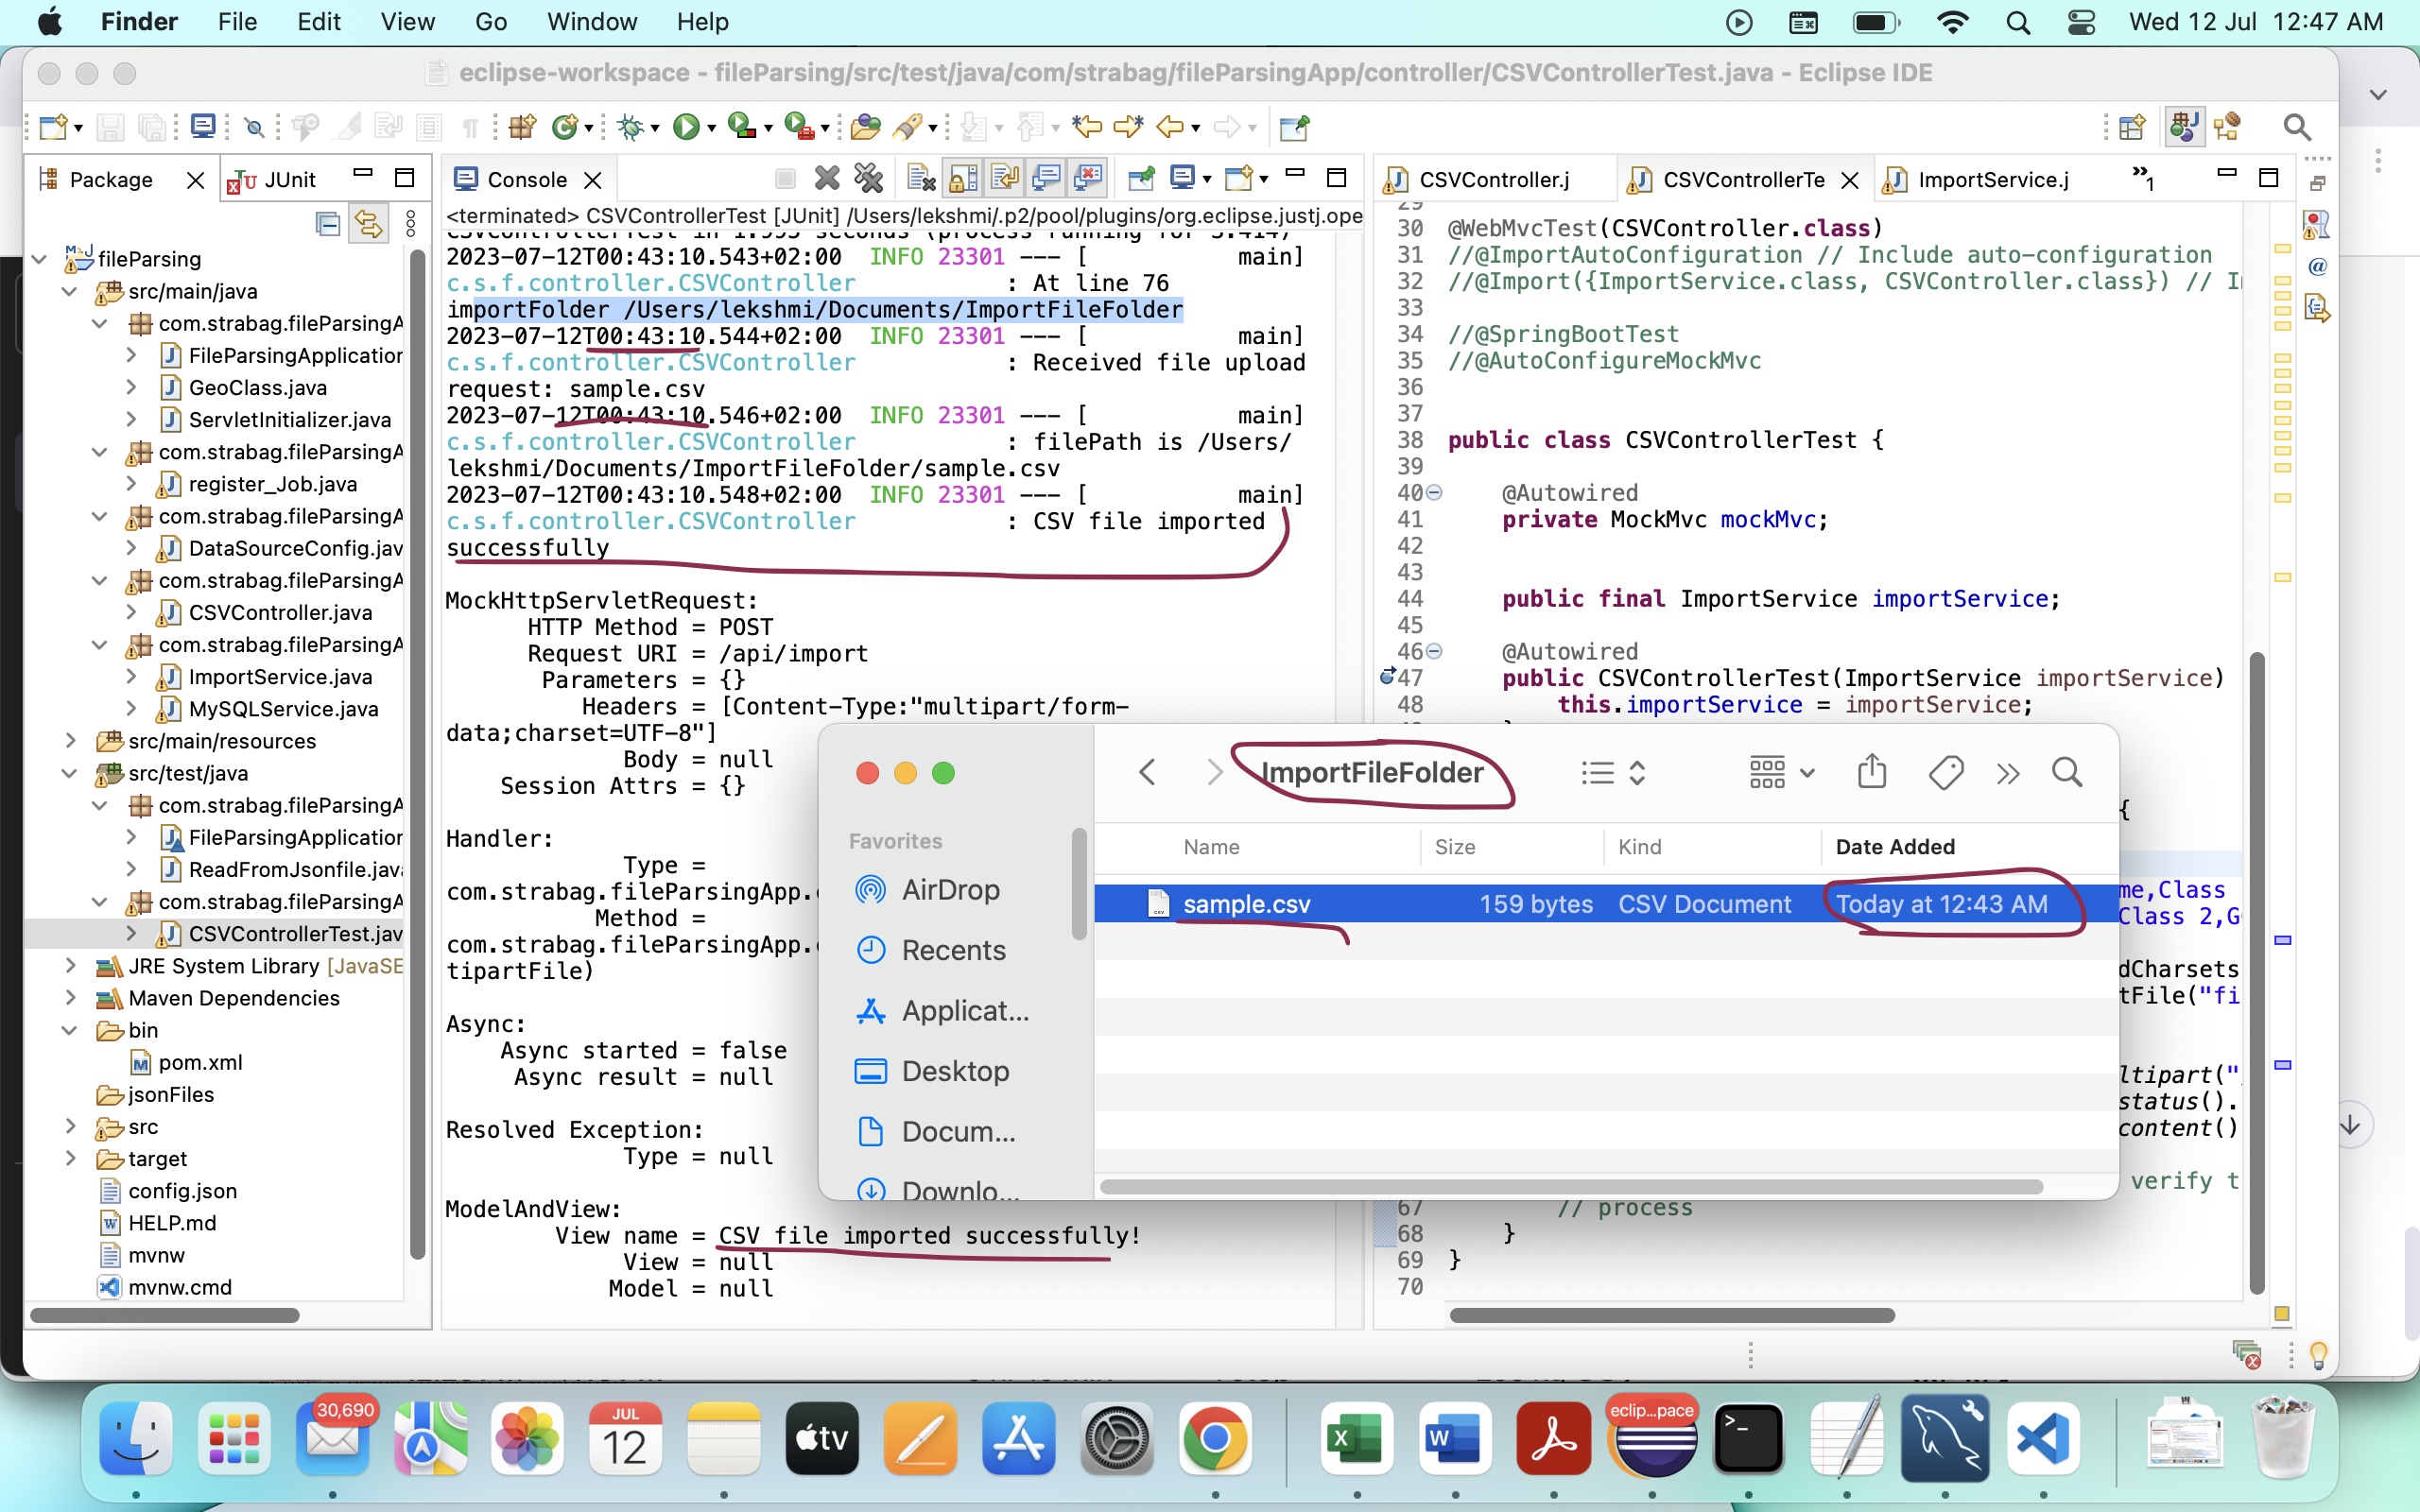 Finder File Edit View Go Window Help Wed 12 Jul 12:47 AM
eclipse-workspace - fileParsing/src/test/java/com/strabag/fileParsingApp/controller/CSVControllerTest.java - Eclipse IDE
Package
JUnit
fileParsing
src/main/java
com.strabag.fileParsingA
FileParsingApplication
GeoClass.java
ServletInitializer.java
com.strabag.fileParsingA
register_Job.java
com.strabag.fileParsingA
DataSourceConfig.jav
com.strabag.fileParsingA
CSVController.java
com.strabag.fileParsingA
ImportService.java
MySQLService.java
src/main/resources
src/test/java
com.strabag.fileParsingA
FileParsingApplication
ReadFromJsonfile.java
com.strabag.fileParsingA
CSVControllerTest.jav
JRE System Library [JavaSE
Maven Dependencies
bin
pom.xml
jsonFiles
src
target
config.json
HELP.md
mvnw
mvnw.cmd
Console
<terminated> CSVControllerTest [JUnit] /Users/lekshmi/.p2/pool/plugins/org.eclipse.justj.ope
CSVControllerTest in 1.995 seconds (process running for 3.414)
2023-07-12T00:43:10.543+02:00 INFO 23301 --- [ main]
c.s.f.controller.CSVController : At line 76
importFolder /Users/lekshmi/Documents/ImportFileFolder
2023-07-12T00:43:10.544+02:00 INFO 23301 --- [ main]
c.s.f.controller.CSVController : Received file upload
request: sample.csv
2023-07-12T00:43:10.546+02:00 INFO 23301 --- [ main]
c.s.f.controller.CSVController : filePath is /Users/
lekshmi/Documents/ImportFileFolder/sample.csv
2023-07-12T00:43:10.548+02:00 INFO 23301 --- [ main]
c.s.f.controller.CSVController : CSV file imported
successfully
MockHttpServletRequest:
HTTP Method = POST
Request URI = /api/import
Parameters = {}
Headers = [Content-Type:"multipart/form-
data;charset=UTF-8"]
Body = null
Session Attrs = {}
Handler:
Type =
com.strabag.fileParsingApp.
Method =
com.strabag.fileParsingApp.
tipartFile)
Async:
Async started = false
Async result = null
Resolved Exception:
Type = null
ModelAndView:
View name = CSV file imported successfully!
View = null
Model = null
CSVController.j
CSVControllerTe
ImportService.j
»1
29
30 @WebMvcTest(CSVController.class)
31 //@ImportAutoConfiguration // Include auto-configuration
32 //@Import({ImportService.class, CSVController.class}) // I
33
34 //@SpringBootTest
35 //@AutoConfigureMockMvc
36
37
38 public class CSVControllerTest {
39
40 @Autowired
41 private MockMvc mockMvc;
42
43
44 public final ImportService importService;
45
46 @Autowired
47 public CSVControllerTest(ImportService importService)
48 this.importService = importService;
{
me,Class
Class 2,G
dCharsets
tFile("fi
ltipart("
status().
content()
verify t
67 // process
68 }
69 }
70
ImportFileFolder
Favorites
AirDrop
Recents
Applicat...
Desktop
Docum...
Downlo...
Name Size Kind Date Added
sample.csv 159 bytes CSV Document Today at 12:43 AM
30,690
JUL
12
tv
X
W
eclip...pace
>_